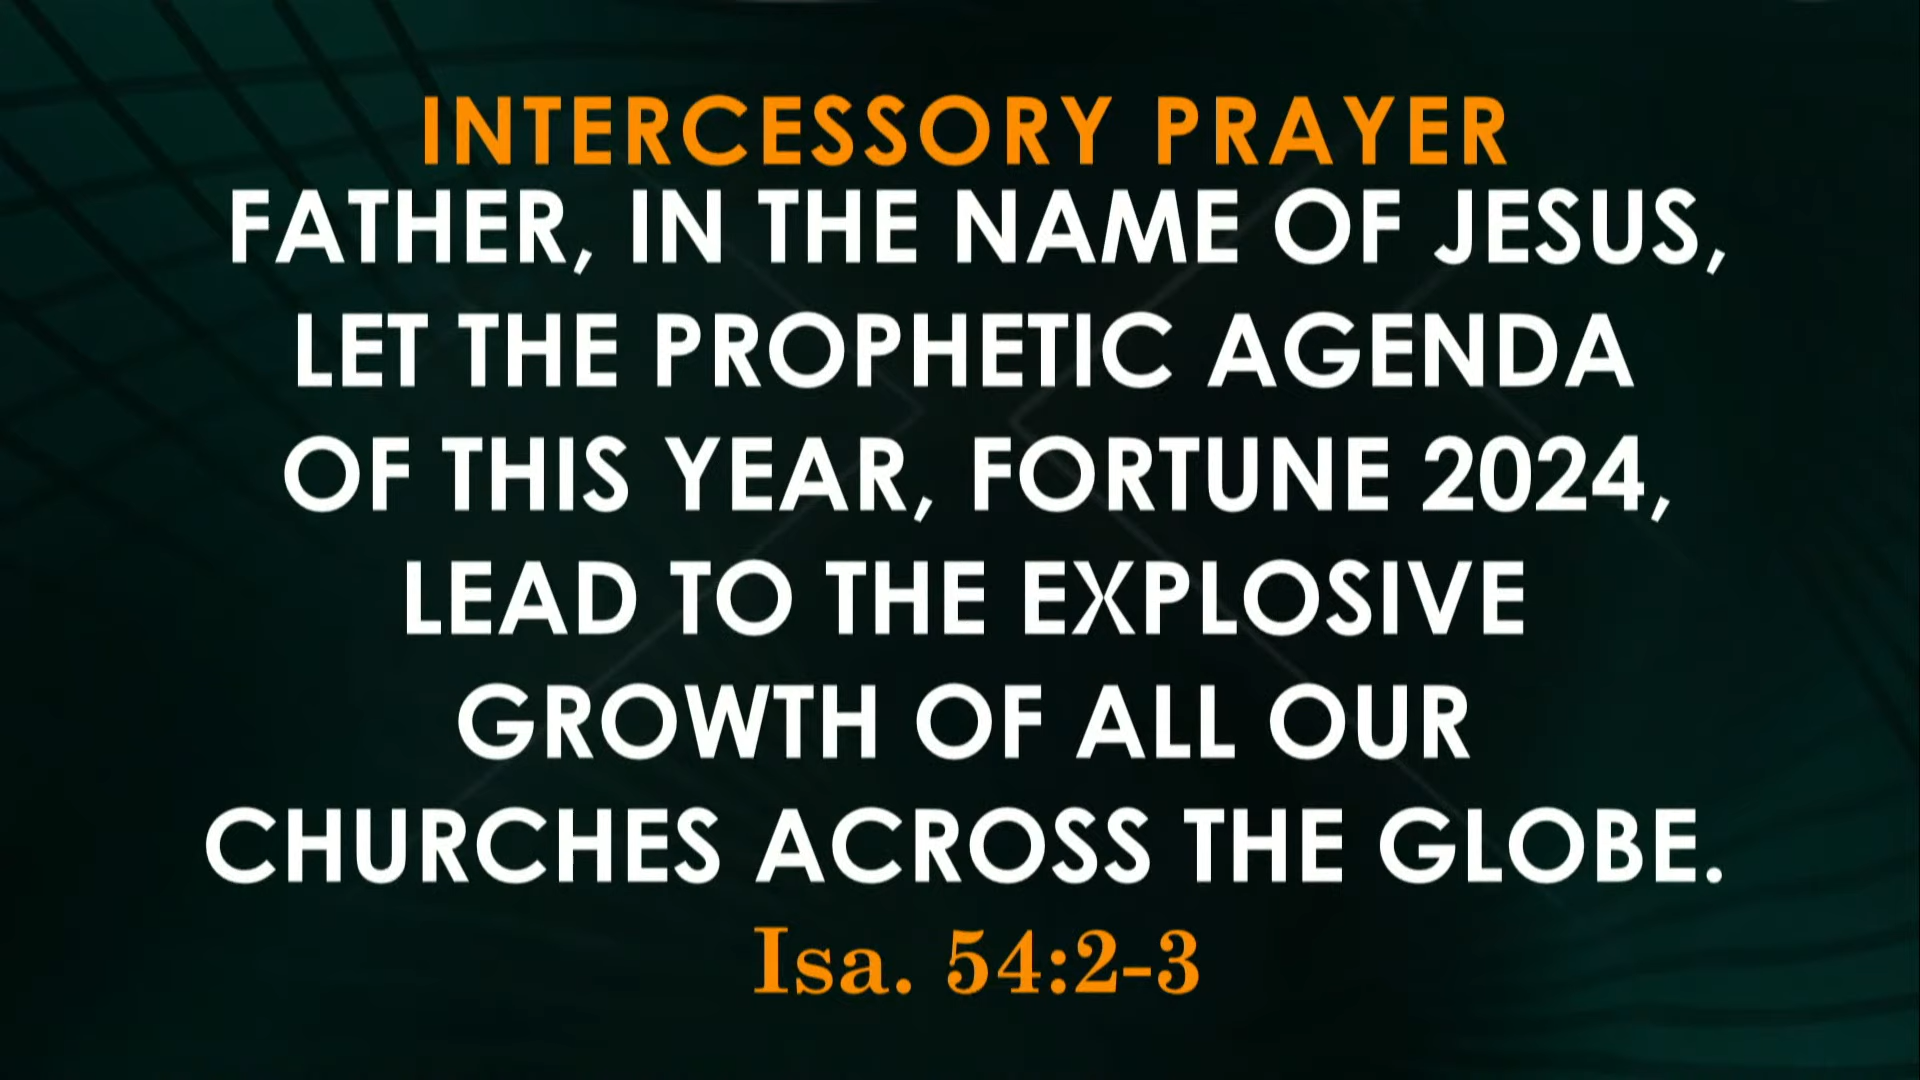 INTERCESSORY PRAYER
FATHER, IN THE NAME OF JESUS,
LET THE PROPHETIC AGENDA
OF THIS YEAR, FORTUNE 2024,
LEAD TO THE EXPLOSIVE
GROWTH OF ALL OUR
CHURCHES ACROSS THE GLOBE.
Isa. 54:2-3